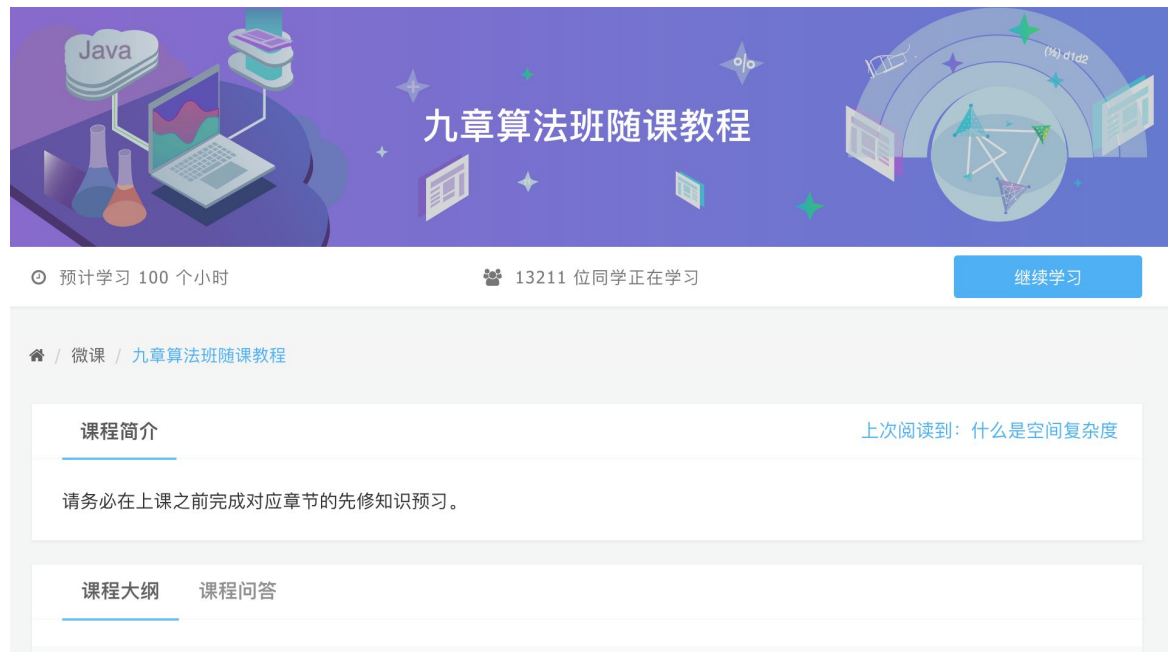 Java
%
(½) d1d2
九章算法班随课教程
预计学习 100 个小时
13211 位同学正在学习
继续学习
/ 微课 / 九章算法班随课教程
课程简介
上次阅读到：什么是空间复杂度
请务必在上课之前完成对应章节的先修知识预习。
课程大纲 课程问答